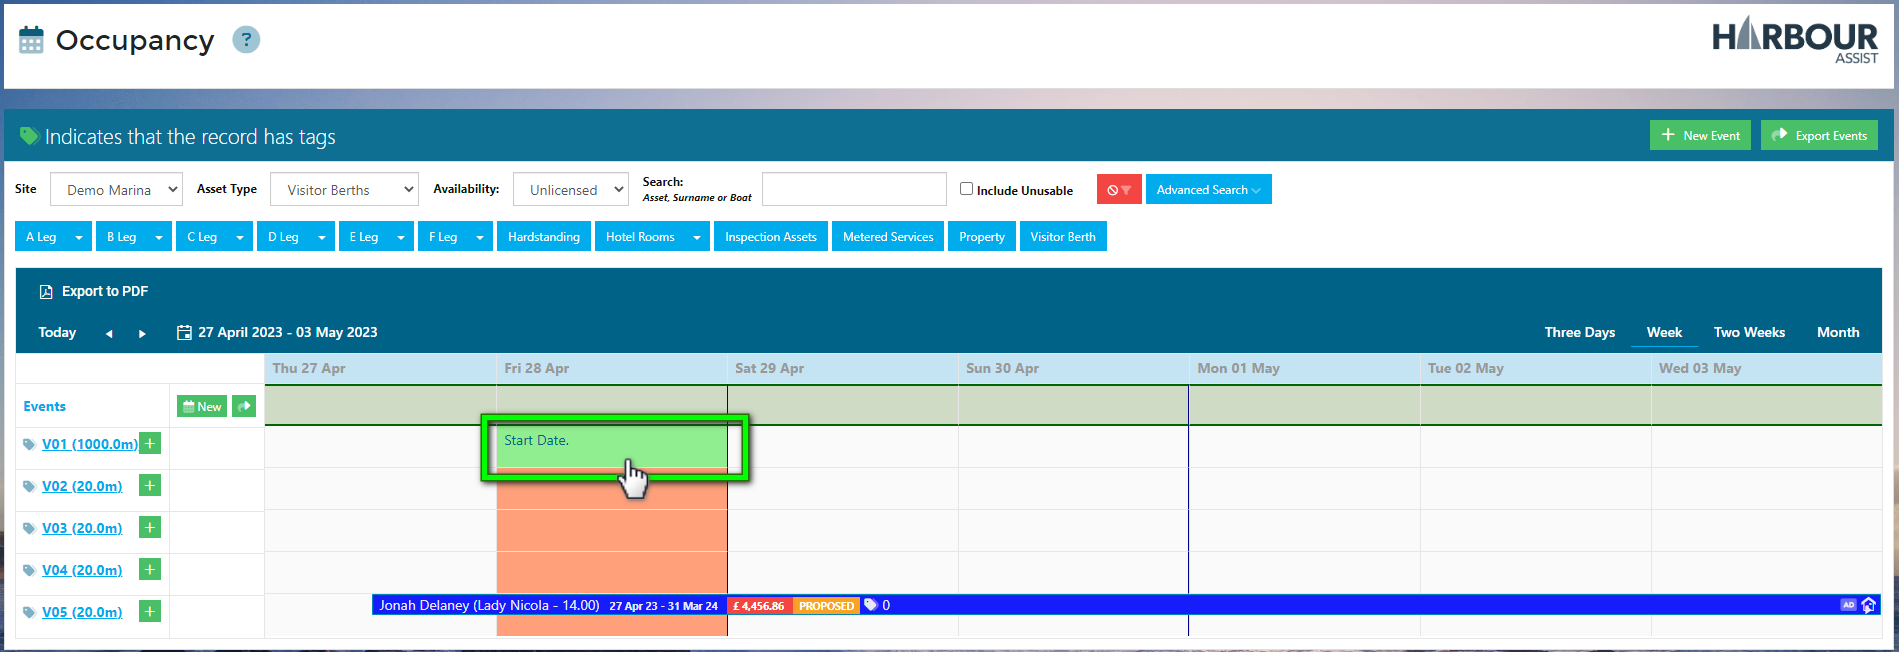 Occupancy ?
HARBOUR
ASSIST
Indicates that the record has tags
+ New Event
Export Events
Site Demo Marina Asset Type Visitor Berths Availability: Unlicensed Search:
Asset, Surname or Boat
Include Unusable Advanced Search
A Leg B Leg C Leg D Leg E Leg F Leg Hardstanding Hotel Rooms Inspection Assets Metered Services Property Visitor Berth
Export to PDF
Today 27 April 2023 - 03 May 2023 Three Days Week Two Weeks Month
Thu 27 Apr Fri 28 Apr Sat 29 Apr Sun 30 Apr Mon 01 May Tue 02 May Wed 03 May
Events New
V01 (1000.0m) + Start Date.
V02 (20.0m) +
V03 (20.0m) +
V04 (20.0m) +
V05 (20.0m) + Jonah Delaney (Lady Nicola - 14.00) 27 Apr 23 - 31 Mar 24 £ 4,456.86 PROPOSED 0 AD